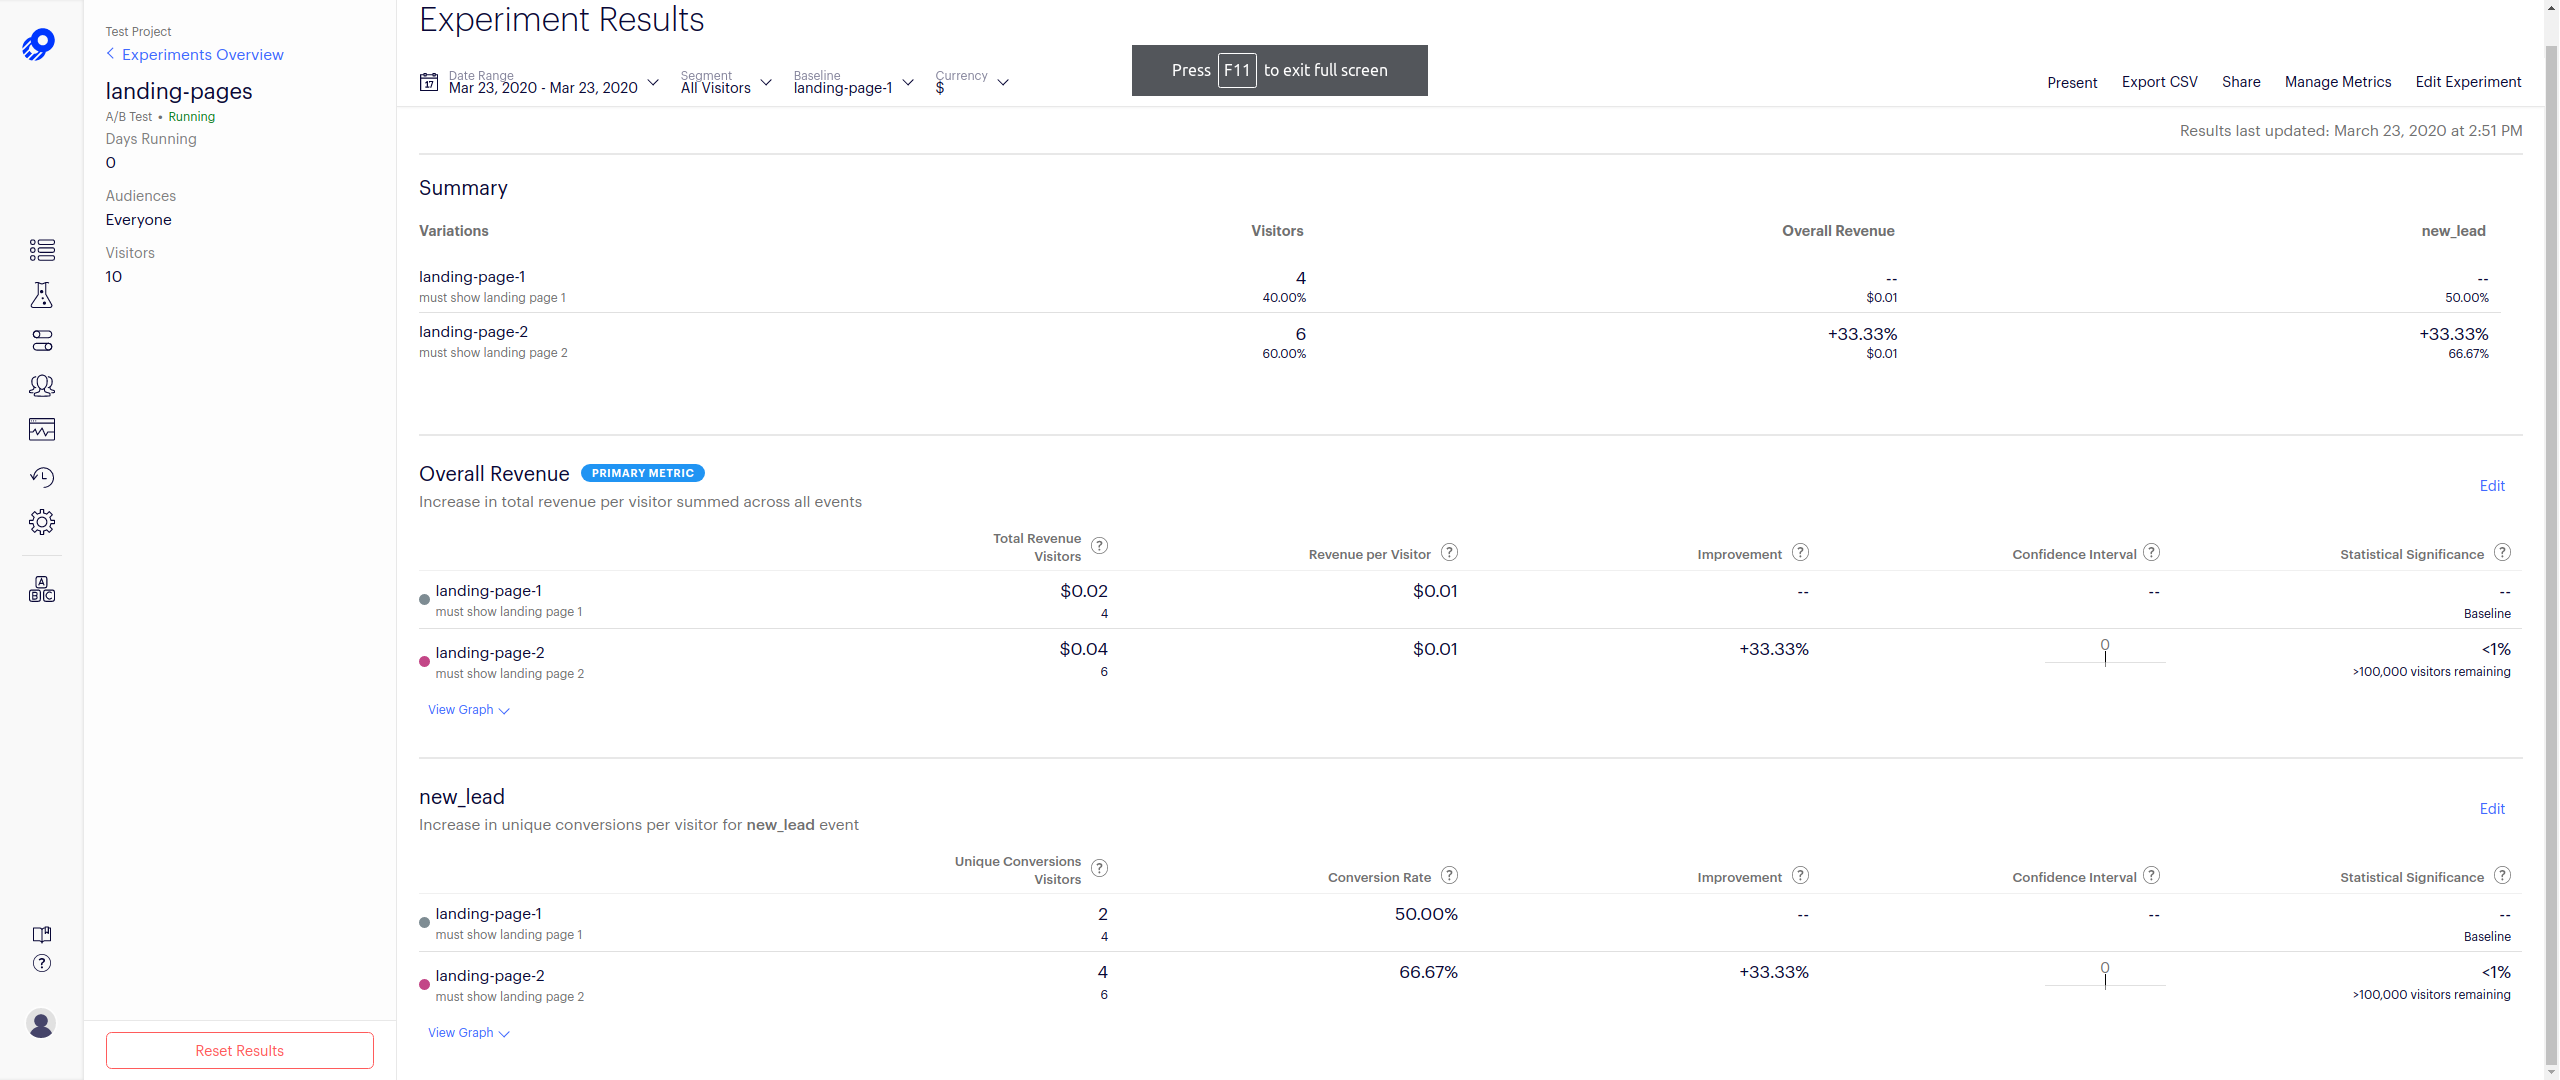 Test Project
Experiments Overview
landing-pages
A/B Test • Running
Days Running
0
Audiences
Everyone
Visitors
10
Reset Results
A
B C
Experiment Results
Press F11 to exit full screen
17
Date Range
Mar 23, 2020 - Mar 23, 2020
Segment
All Visitors
Baseline
landing-page-1
Currency
$
Present Export CSV Share Manage Metrics Edit Experiment
Results last updated: March 23, 2020 at 2:51 PM
Summary
Variations Visitors Overall Revenue new_lead
landing-page-1 4 -- --
must show landing page 1 40.00% $0.01 50.00%
landing-page-2 6 +33.33% +33.33%
must show landing page 2 60.00% $0.01 66.67%
Overall Revenue PRIMARY METRIC
Edit
Increase in total revenue per visitor summed across all events
Total Revenue
Visitors ? Revenue per Visitor ? Improvement ? Confidence Interval ? Statistical Significance ?
landing-page-1 $0.02 $0.01 -- -- --
must show landing page 1 4 Baseline
landing-page-2 $0.04 $0.01 +33.33% 0 <1%
must show landing page 2 6 >100,000 visitors remaining
View Graph
new_lead
Edit
Increase in unique conversions per visitor for new_lead event
Unique Conversions
Visitors ? Conversion Rate ? Improvement ? Confidence Interval ? Statistical Significance ?
landing-page-1 2 50.00% -- -- --
must show landing page 1 4 Baseline
landing-page-2 4 66.67% +33.33% 0 <1%
must show landing page 2 6 >100,000 visitors remaining
View Graph
?